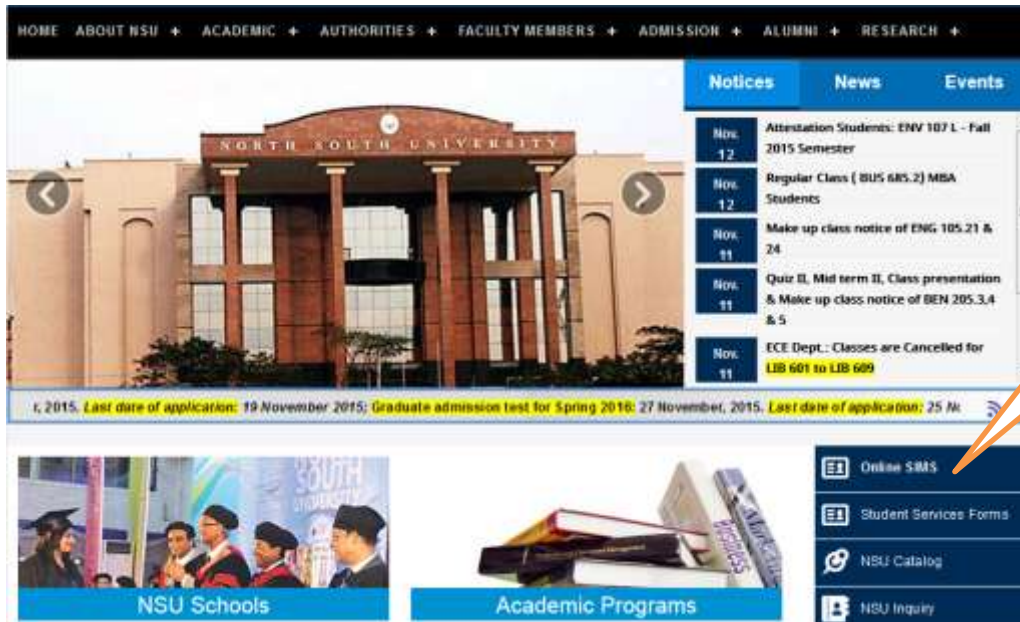 HOME ABOUT NSU + ACADEMIC + AUTHORITIES + FACULTY MEMBERS + ADMISSION + ALUMNI + RESEARCH +
NORTH SOUTH UNIVERSITY
Notices News Events
Nov. 12
Attestation Students: ENV 107 L - Fall
2015 Semester
Nov. 12
Regular Class ( BUS 685.2) MBA
Students
Nov. 11
Make up class notice of ENG 105.21 &
24
Nov. 11
Quiz II, Mid term II, Class presentation
& Make up class notice of BEN 205.3,4
& 5
Nov. 11
ECE Dept.: Classes are Cancelled for
LIB 601 to LIB 609
r, 2015. Last date of application: 19 November 2015; Graduate admission test for Spring 2016: 27 November, 2015. Last date of application: 25 No
SOUTH
UNIVERSITY
BUSINESS
NSU Schools
Academic Programs
Online SIMS
Student Services Forms
NSU Catalog
NSU Inquiry